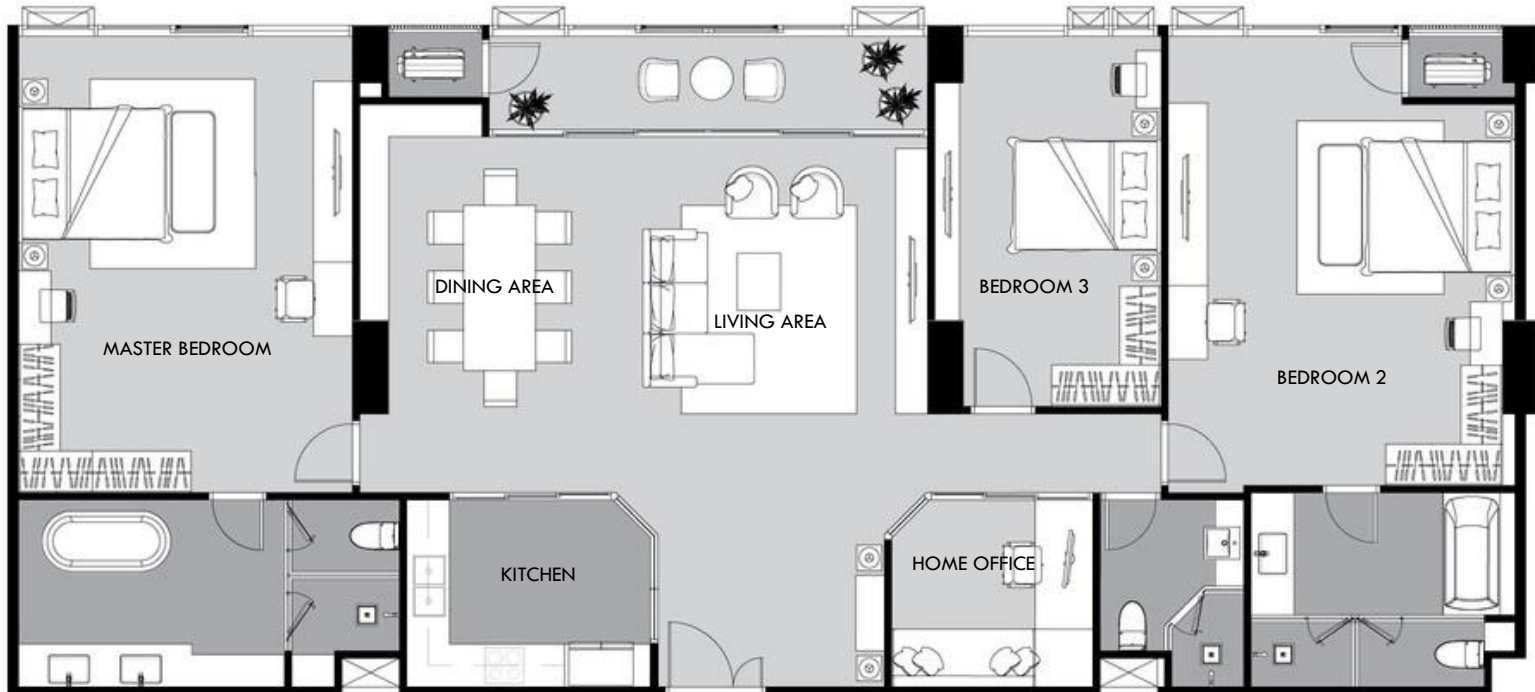 DINING AREA
BEDROOM 3
LIVING AREA
MASTER BEDROOM
BEDROOM 2
HOME OFFICE
KITCHEN